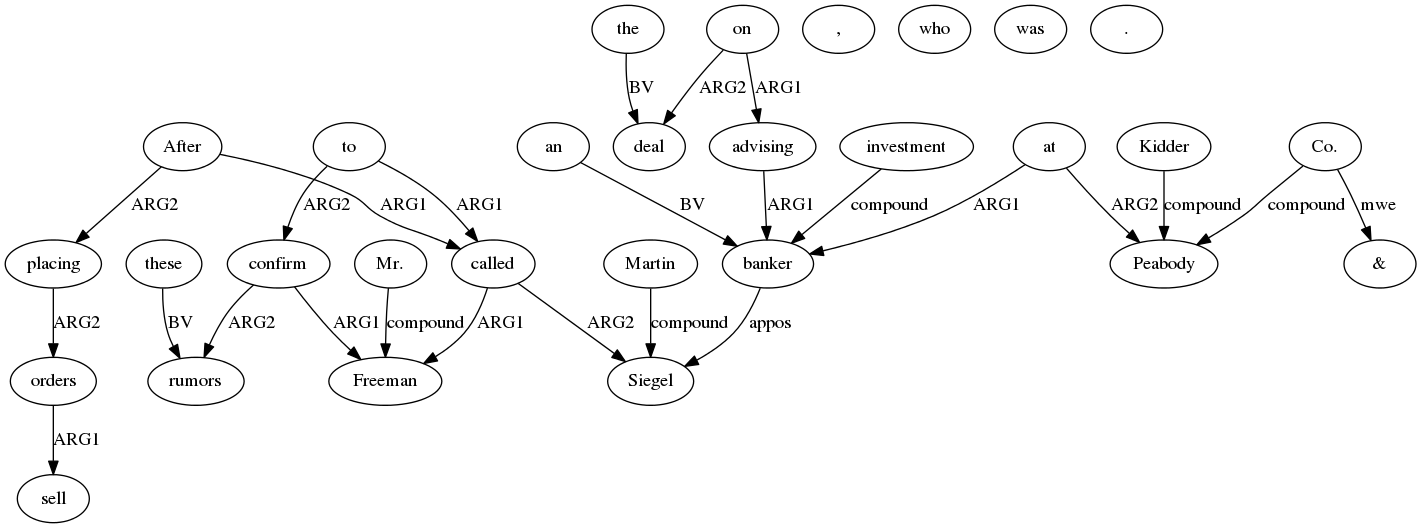 the on , who was .
BV ARG2 ARG1
After to an deal advising investment at Kidder Co.
ARG2 ARG1 ARG2 ARG1 BV ARG1 compound ARG1 ARG2 compound compound mwe
placing these confirm Mr. called Martin banker Peabody &
ARG2 BV ARG2 ARG1 compound ARG1 ARG2 compound appos
orders rumors Freeman Siegel
ARG1
sell